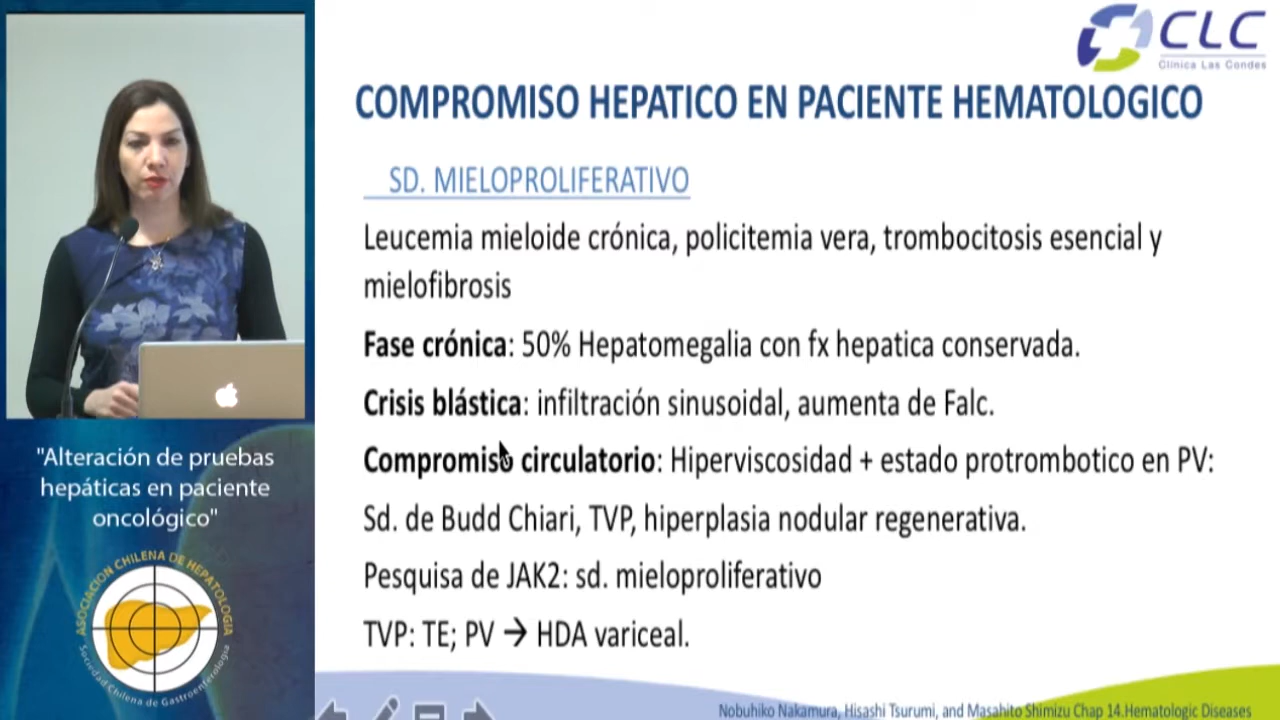 CLC
Clínica Las Condes
COMPROMISO HEPATICO EN PACIENTE HEMATOLOGICO
SD. MIELOPROLIFERATIVO
Leucemia mieloide crónica, policitemia vera, trombocitosis esencial y
mielofibrosis
Fase crónica: 50% Hepatomegalia con fx hepatica conservada.
Crisis blástica: infiltración sinusoidal, aumenta de Falc.
Compromiso circulatorio: Hiperviscosidad + estado protrombotico en PV:
Sd. de Budd Chiari, TVP, hiperplasia nodular regenerativa.
Pesquisa de JAK2: sd. mieloproliferativo
TVP: TE; PV → HDA variceal.
Nobuhiko Nakamura, Hisashi Tsurumi, and Masahito Shimizu Chap 14.Hematologic Diseases
"Alteración de pruebas
hepáticas en paciente
oncológico"
ASOCIACION CHILENA DE HEPATOLOGIA
Sociedad Chilena de Gastroenterología